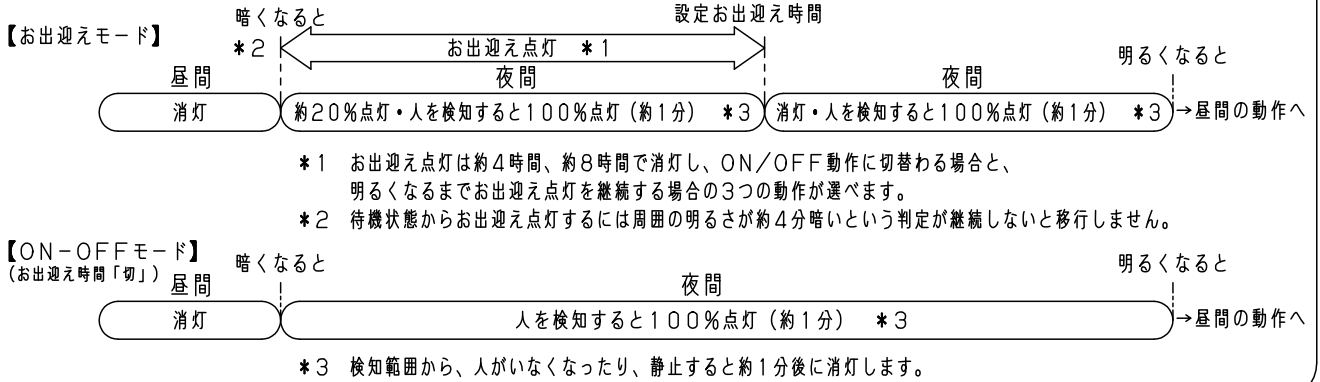 暗くなると 設定お出迎え時間
【お出迎えモード】 *2 お出迎え点灯 *1 明るくなると
昼間 夜間 夜間
消灯 約20%点灯・人を検知すると100%点灯(約1分) *3 消灯・人を検知すると100%点灯(約1分) *3 →昼間の動作へ
*1 お出迎え点灯は約4時間、約8時間で消灯し、ON/OFF動作に切替わる場合と、
明るくなるまでお出迎え点灯を継続する場合の3つの動作が選べます。
*2 待機状態からお出迎え点灯するには周囲の明るさが約4分暗いという判定が継続しないと移行しません。
【ON-OFFモード】
(お出迎え時間「切」) 暗くなると 明るくなると
昼間 夜間
消灯 人を検知すると100%点灯(約1分) *3 →昼間の動作へ
*3 検知範囲から、人がいなくなったり、静止すると約1分後に消灯します。